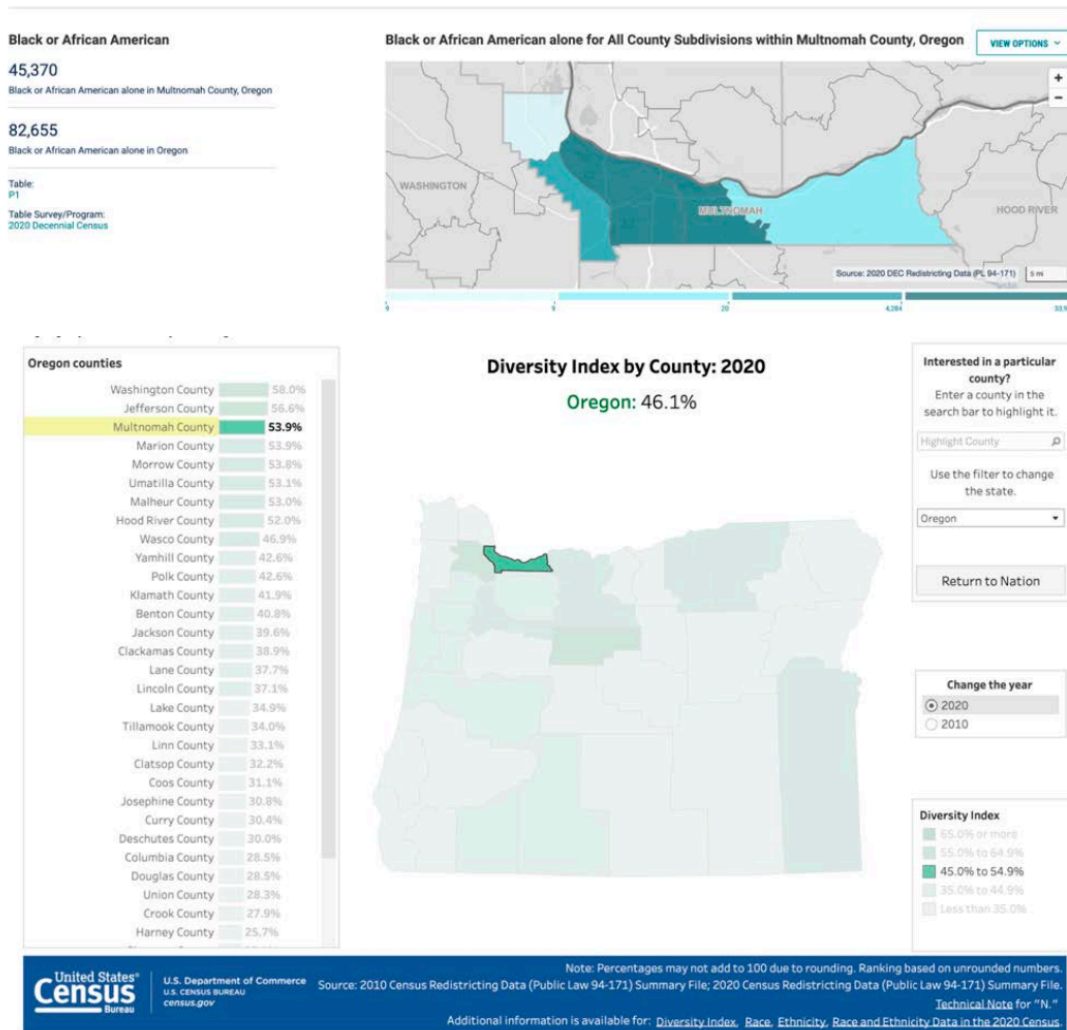 Black or African American
45,370
Black or African American alone in Multnomah County, Oregon
82,655
Black or African American alone in Oregon
Table:
P1
Table Survey/Program:
2020 Decennial Census
Black or African American alone for All County Subdivisions within Multnomah County, Oregon
VIEW OPTIONS
+
−
WASHINGTON
MULTNOMAH
HOOD RIVER
Source: 2020 DEC Redistricting Data (PL 94-171)
5 mi
9
9
20
4,284
Oregon counties
Washington County 58.0%
Jefferson County 56.6%
Multnomah County 53.9%
Marion County 53.9%
Morrow County 53.8%
Umatilla County 53.1%
Malheur County 53.0%
Hood River County 52.0%
Wasco County 46.9%
Yamhill County 42.6%
Polk County 42.6%
Klamath County 41.9%
Benton County 40.8%
Jackson County 39.6%
Clackamas County 38.9%
Lane County 37.7%
Lincoln County 37.1%
Lake County 34.9%
Tillamook County 34.0%
Linn County 33.1%
Clatsop County 32.2%
Coos County 31.1%
Josephine County 30.8%
Curry County 30.4%
Deschutes County 30.0%
Columbia County 28.5%
Douglas County 28.5%
Union County 28.3%
Crook County 27.9%
Harney County 25.7%
Diversity Index by County: 2020
Oregon: 46.1%
Interested in a particular
county?
Enter a county in the
search bar to highlight it.
Highlight County
Use the filter to change
the state.
Oregon
Return to Nation
Change the year
2020
2010
Diversity Index
65.0% or more
55.0% to 64.9%
45.0% to 54.9%
35.0% to 44.9%
Less than 35.0%
United States®
Census
Bureau
U.S. Department of Commerce
U.S. CENSUS BUREAU
census.gov
Note: Percentages may not add to 100 due to rounding. Ranking based on unrounded numbers.
Source: 2010 Census Redistricting Data (Public Law 94-171) Summary File; 2020 Census Redistricting Data (Public Law 94-171) Summary File.
Technical Note for "N."
Additional information is available for: Diversity Index, Race, Ethnicity, Race and Ethnicity Data in the 2020 Census.